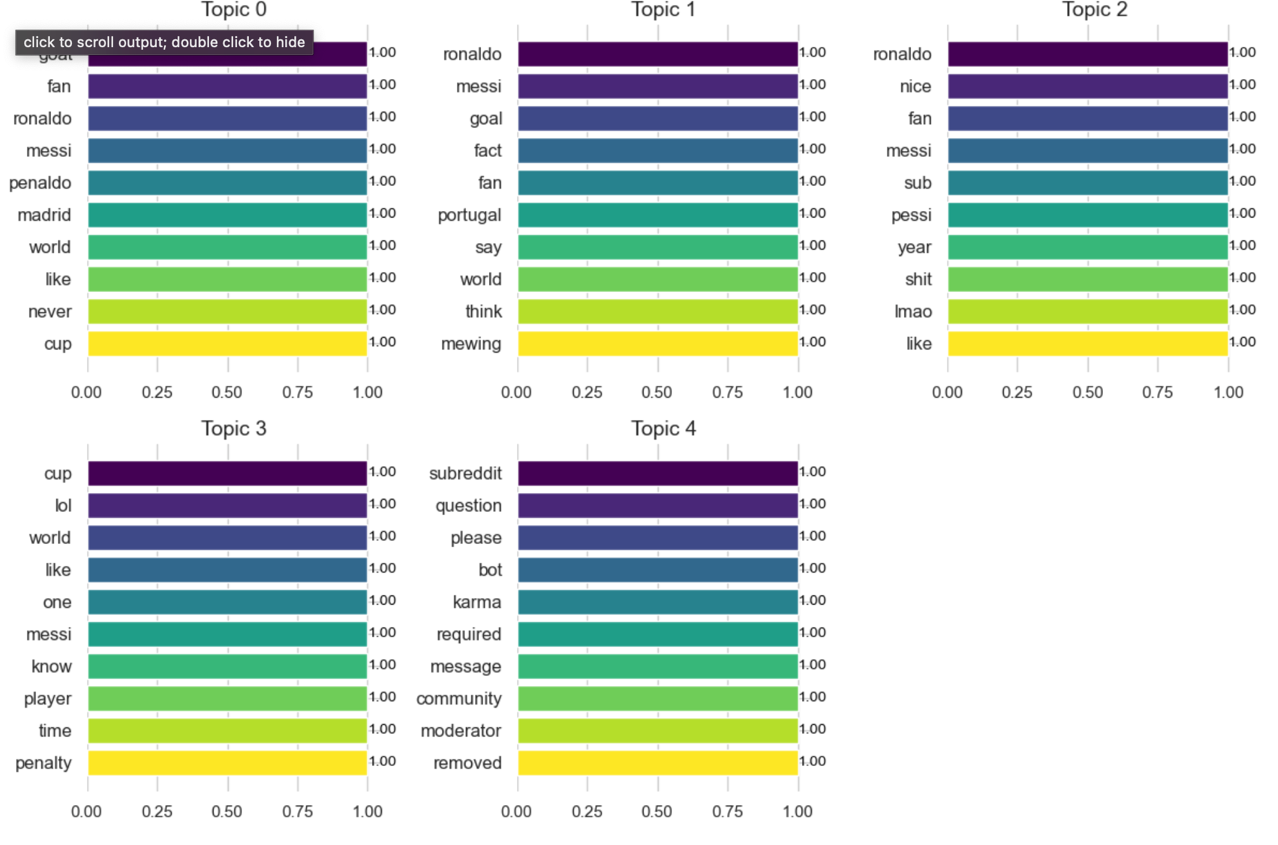 Topic 0
click to scroll output; double click to hide
goat 1.00
fan 1.00
ronaldo 1.00
messi 1.00
penaldo 1.00
madrid 1.00
world 1.00
like 1.00
never 1.00
cup 1.00
0.00 0.25 0.50 0.75 1.00
Topic 1
ronaldo 1.00
messi 1.00
goal 1.00
fact 1.00
fan 1.00
portugal 1.00
say 1.00
world 1.00
think 1.00
mewing 1.00
0.00 0.25 0.50 0.75 1.00
Topic 2
ronaldo 1.00
nice 1.00
fan 1.00
messi 1.00
sub 1.00
pessi 1.00
year 1.00
shit 1.00
lmao 1.00
like 1.00
0.00 0.25 0.50 0.75 1.00
Topic 3
cup 1.00
lol 1.00
world 1.00
like 1.00
one 1.00
messi 1.00
know 1.00
player 1.00
time 1.00
penalty 1.00
0.00 0.25 0.50 0.75 1.00
Topic 4
subreddit 1.00
question 1.00
please 1.00
bot 1.00
karma 1.00
required 1.00
message 1.00
community 1.00
moderator 1.00
removed 1.00
0.00 0.25 0.50 0.75 1.00